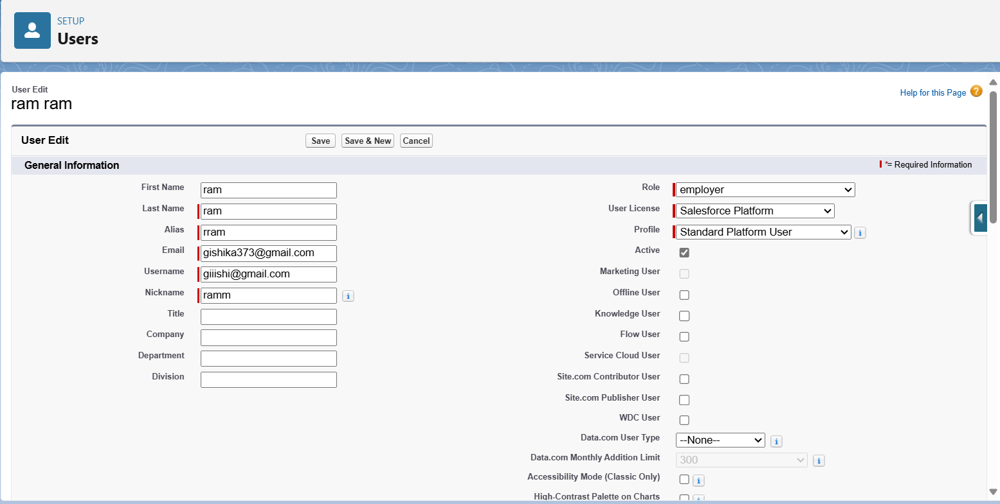 SETUP
Users
User Edit
ram ram
Help for this Page
?
User Edit
Save
Save & New
Cancel
General Information
*= Required Information
First Name
ram
Last Name
ram
Alias
rram
Email
gishika373@gmail.com
Username
giiishi@gmail.com
Nickname
ramm
i
Title
Company
Department
Division
Role
employer
User License
Salesforce Platform
Profile
Standard Platform User
i
Active
Marketing User
Offline User
Knowledge User
Flow User
Service Cloud User
Site.com Contributor User
Site.com Publisher User
WDC User
Data.com User Type
--None--
i
Data.com Monthly Addition Limit
300
i
Accessibility Mode (Classic Only)
i
High-Contrast Palette on Charts
i